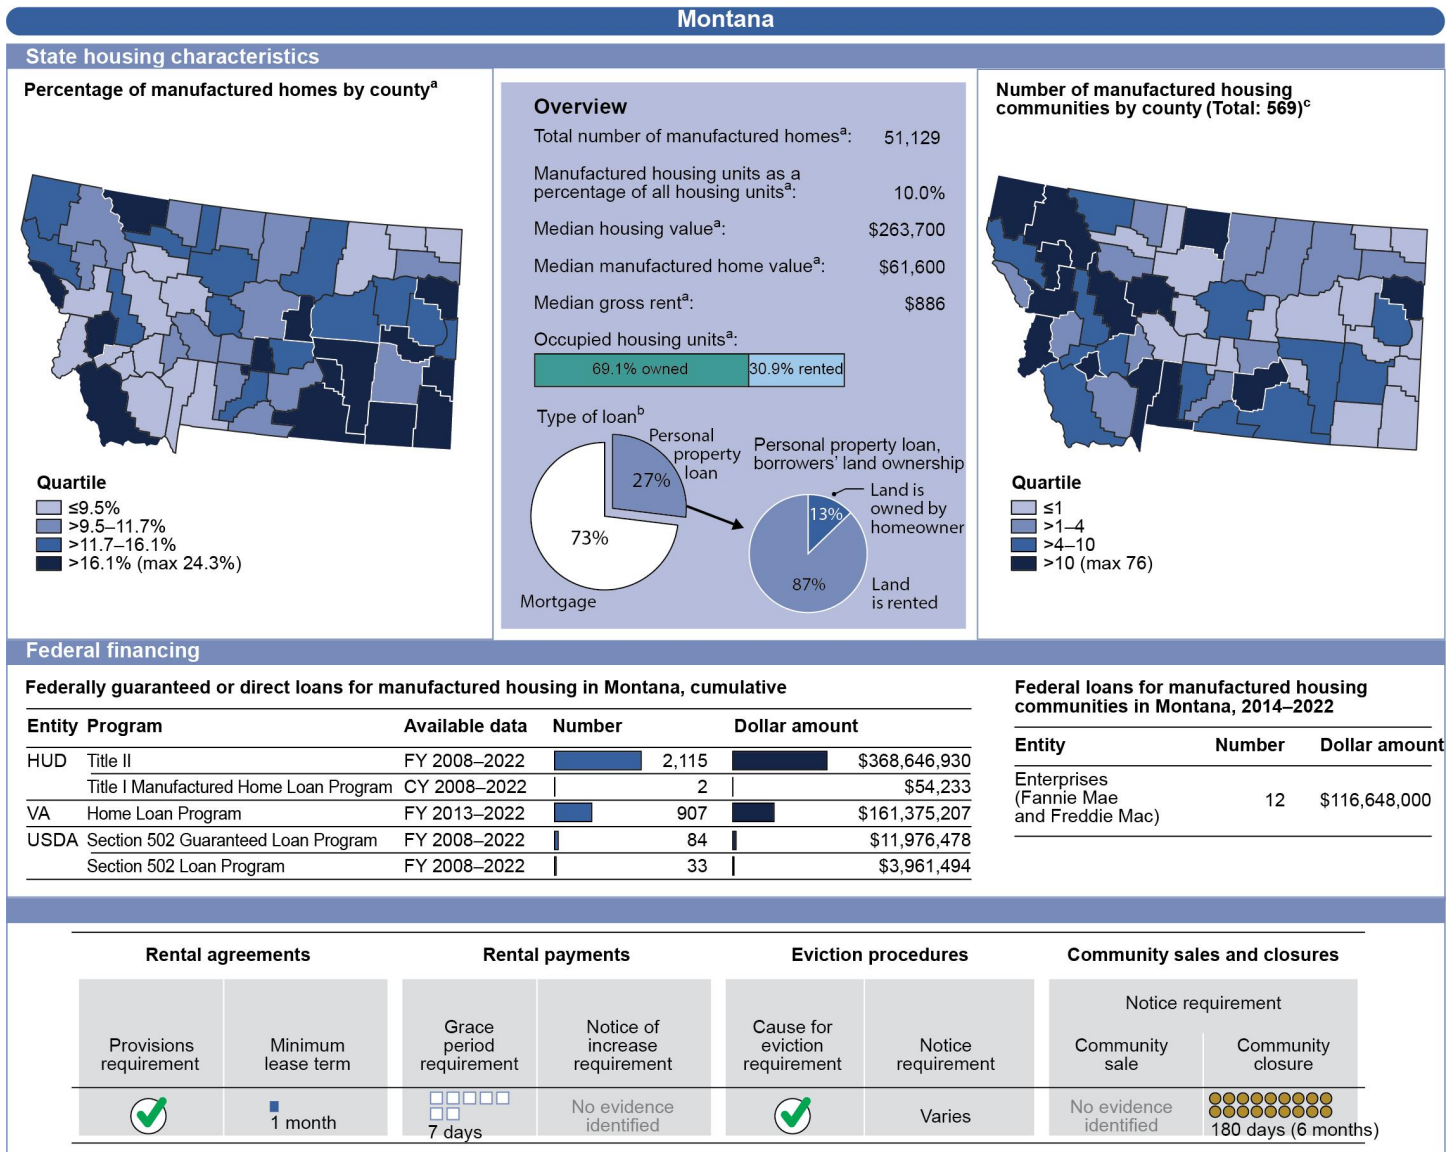 Montana
State housing characteristics
Percentage of manufactured homes by countyᵃ
Quartile
≤9.5%
>9.5–11.7%
>11.7–16.1%
>16.1% (max 24.3%)
Overview
Total number of manufactured homesᵃ: 51,129
Manufactured housing units as a
percentage of all housing unitsᵃ: 10.0%
Median housing valueᵃ: $263,700
Median manufactured home valueᵃ: $61,600
Median gross rentᵃ: $886
Occupied housing unitsᵃ:
69.1% owned 30.9% rented
Type of loanᵇ
Personal
property
loan
27%
73%
Mortgage
Personal property loan,
borrowers' land ownership
Land is
owned by
homeowner
13%
87%
Land
is rented
Number of manufactured housing
communities by county (Total: 569)ᶜ
Quartile
≤1
>1–4
>4–10
>10 (max 76)
Federal financing
Federally guaranteed or direct loans for manufactured housing in Montana, cumulative
Entity Program Available data Number Dollar amount
HUD Title II FY 2008–2022 2,115 $368,646,930
Title I Manufactured Home Loan Program CY 2008–2022 2 $54,233
VA Home Loan Program FY 2013–2022 907 $161,375,207
USDA Section 502 Guaranteed Loan Program FY 2008–2022 84 $11,976,478
Section 502 Loan Program FY 2008–2022 33 $3,961,494
Federal loans for manufactured housing
communities in Montana, 2014–2022
Entity Number Dollar amount
Enterprises
(Fannie Mae
and Freddie Mac) 12 $116,648,000
Rental agreements Rental payments Eviction procedures Community sales and closures
Provisions
requirement
Minimum
lease term
Grace
period
requirement
Notice of
increase
requirement
Cause for
eviction
requirement
Notice
requirement
Notice requirement
Community
sale
Community
closure
1 month
7 days
No evidence
identified
Varies
No evidence
identified
180 days (6 months)